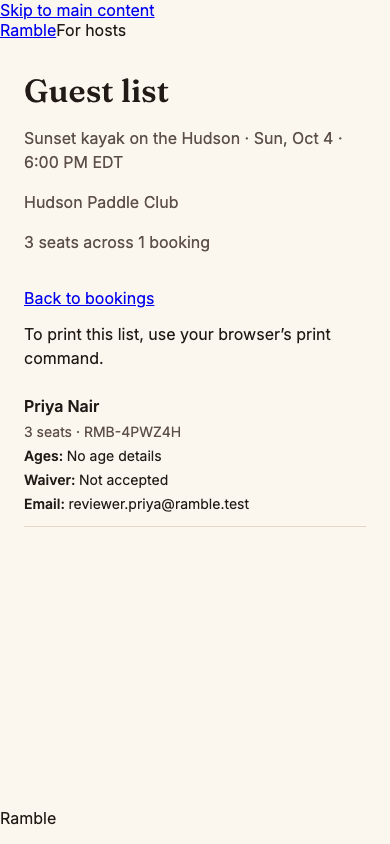 Skip to main content
RambleFor hosts
Guest list
Sunset kayak on the Hudson · Sun, Oct 4 ·
6:00 PM EDT
Hudson Paddle Club
3 seats across 1 booking
Back to bookings
To print this list, use your browser’s print
command.
Priya Nair
3 seats · RMB-4PWZ4H
Ages: No age details
Waiver: Not accepted
Email: reviewer.priya@ramble.test
Ramble